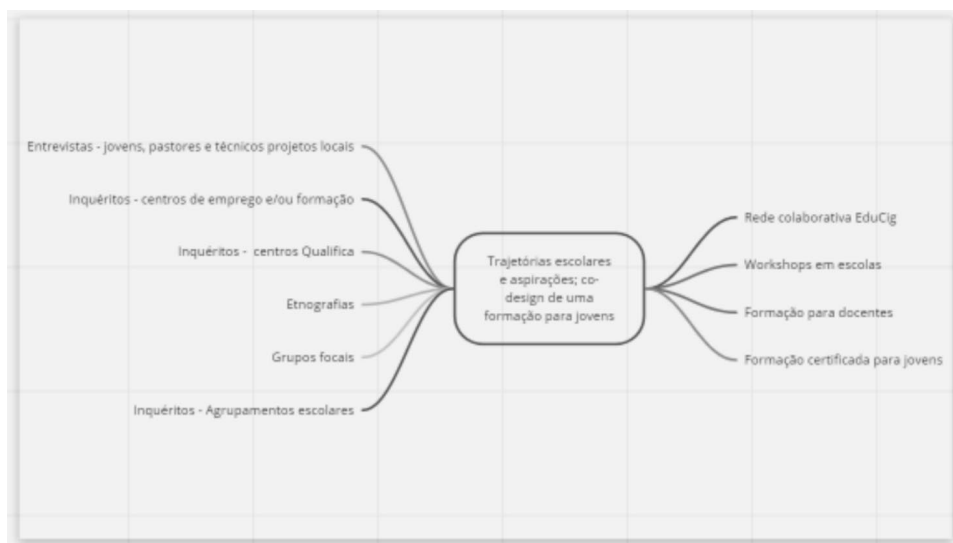 Entrevistas - jovens, pastores e técnicos projetos locais
Inquéritos - centros de emprego e/ou formação
Inquéritos - centros Qualifica
Etnografias
Grupos focais
Inquéritos - Agrupamentos escolares
Trajetórias escolares
e aspirações; co-
design de uma
formação para jovens
Rede colaborativa EduCig
Workshops em escolas
Formação para docentes
Formação certificada para jovens